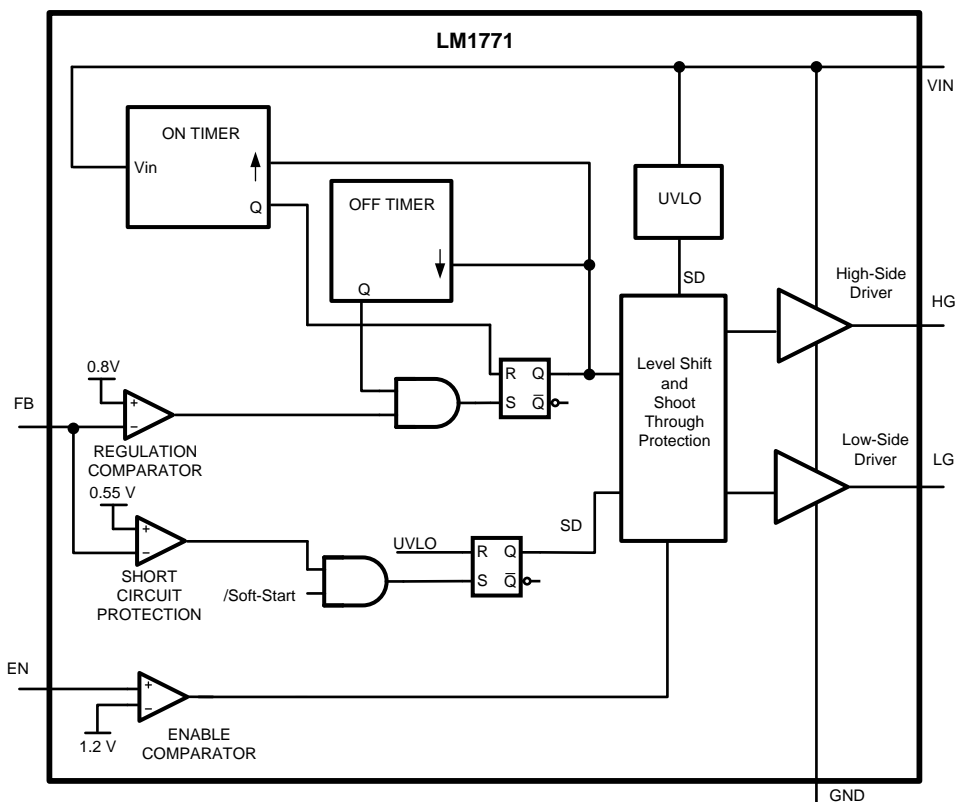 LM1771
VIN
ON TIMER
Vin
Q
OFF TIMER
Q
UVLO
SD
High-Side
Driver
HG
Level Shift
and
Shoot
Through
Protection
0.8V
+
−
FB
REGULATION
COMPARATOR
R Q
S Q̅
Low-Side
Driver
LG
0.55 V
+
−
SHORT
CIRCUIT
PROTECTION
/Soft-Start
UVLO
R Q
S Q̅
SD
EN
+
−
1.2 V
ENABLE
COMPARATOR
GND